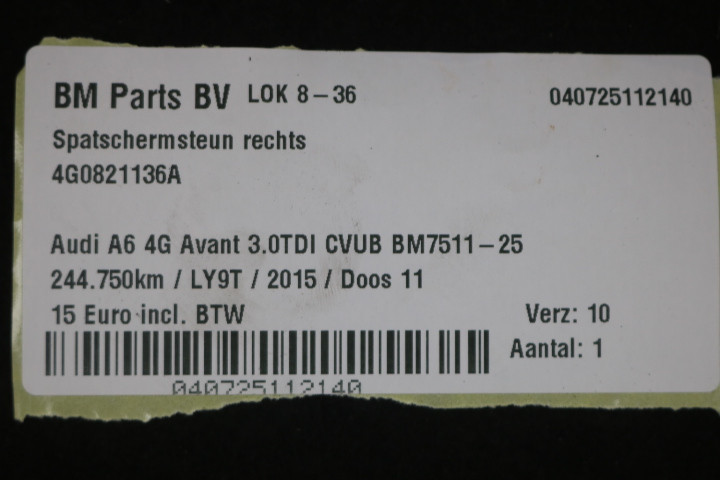 BM Parts BV LOK 8-36 040725112140
Spatschermsteun rechts
4G0821136A
Audi A6 4G Avant 3.0TDI CVUB BM7511-25
244.750km / LY9T / 2015 / Doos 11
15 Euro incl. BTW Verz: 10
Aantal: 1
040725112140